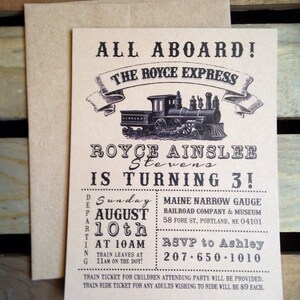 ALL ABOARD!
THE ROYCE EXPRESS
ROYCE AINSLEE
Stevens
IS TURNING 3!
DEPARTING
Sunday
AUGUST
10th
AT 10AM
TRAIN LEAVES AT
11AM ON THE DOT!
MAINE NARROW GAUGE
RAILROAD COMPANY & MUSEUM
58 FORE ST, PORTLAND, ME 04101
RSVP to Ashley
207·650·1010
TRAIN TICKET FOR CHILDREN ATTENDING PARTY WILL BE PROVIDED.
TRAIN RIDE TICKET FOR ANY ADULTS WISHING TO RIDE WILL BE $9 EACH.